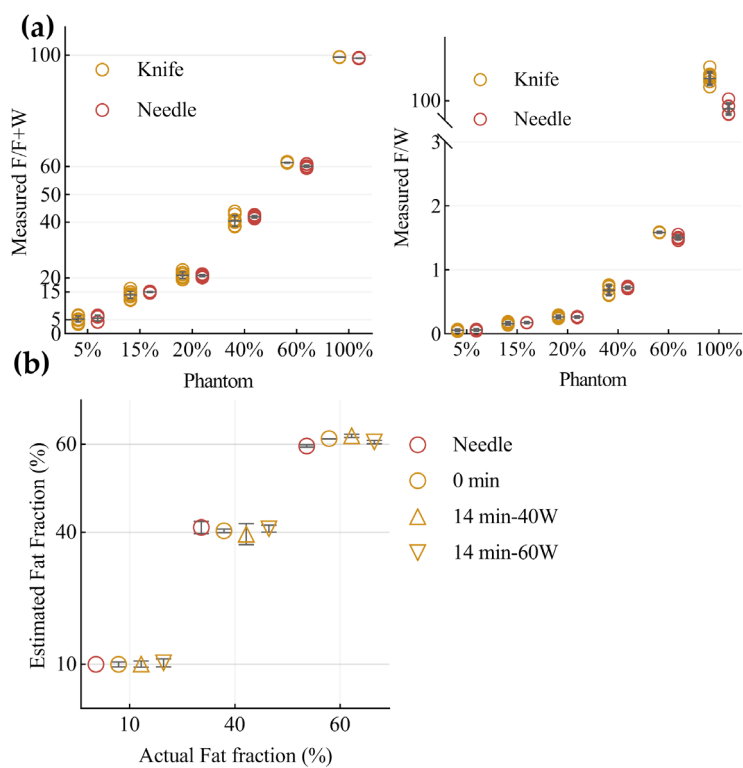 (a)
100
60
50
40
20
15
5
0
Measured F/F+W
Knife
Needle
5% 15% 20% 40% 60% 100%
Phantom
100
3
2
1
0
Measured F/W
Knife
Needle
5% 15% 20% 40% 60% 100%
Phantom
(b)
60
40
10
Estimated Fat Fraction (%)
10 40 60
Actual Fat fraction (%)
Needle
0 min
14 min-40W
14 min-60W